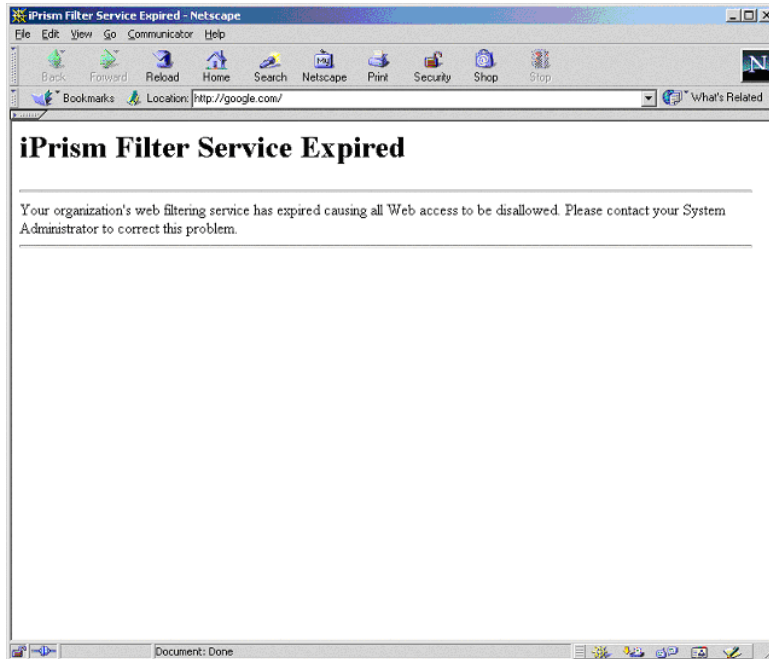 iPrism Filter Service Expired - Netscape
File Edit View Go Communicator Help
Back Forward Reload Home Search Netscape Print Security Shop Stop
Bookmarks Location: http://google.com/ What's Related
iPrism Filter Service Expired
Your organization's web filtering service has expired causing all Web access to be disallowed. Please contact your System
Administrator to correct this problem.
Document: Done